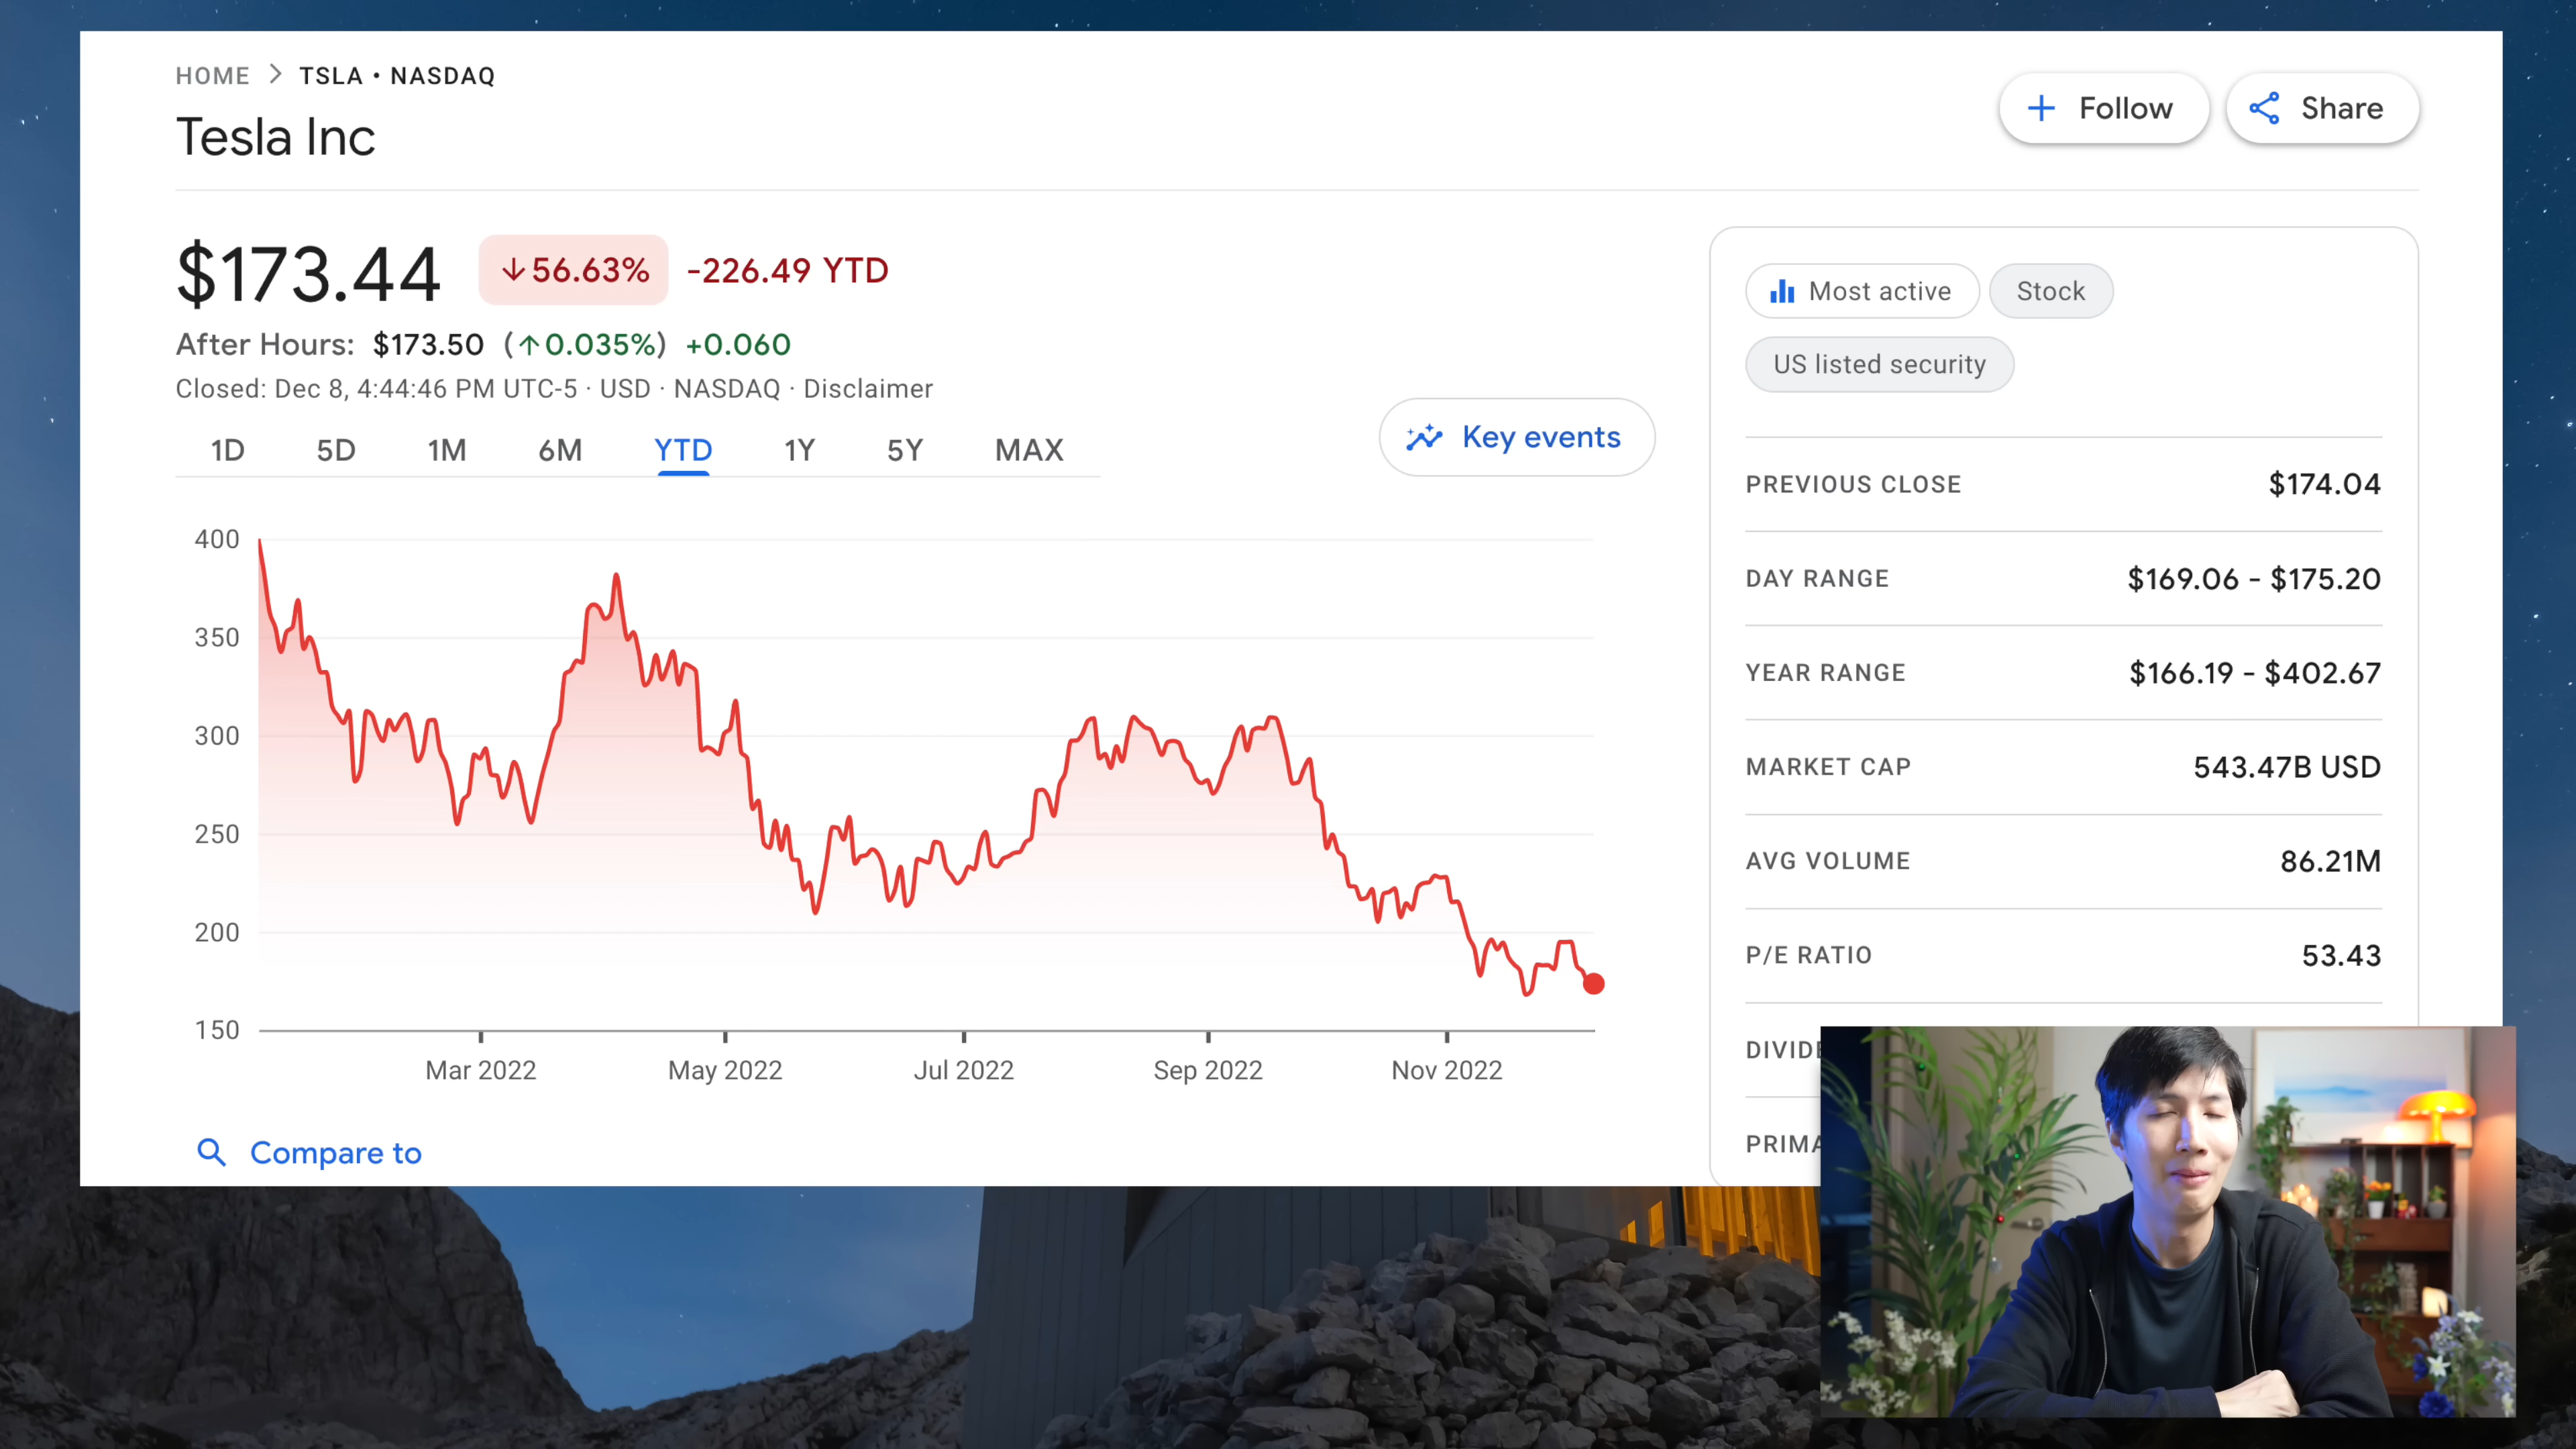 HOME > TSLA • NASDAQ
Tesla Inc
Follow
Share
$173.44 ↓56.63% -226.49 YTD
After Hours: $173.50 (↑0.035%) +0.060
Closed: Dec 8, 4:44:46 PM UTC-5 · USD · NASDAQ · Disclaimer
1D 5D 1M 6M YTD 1Y 5Y MAX
Key events
400
350
300
250
200
150
Mar 2022 May 2022 Jul 2022 Sep 2022 Nov 2022
Compare to
Most active
Stock
US listed security
PREVIOUS CLOSE $174.04
DAY RANGE $169.06 - $175.20
YEAR RANGE $166.19 - $402.67
MARKET CAP 543.47B USD
AVG VOLUME 86.21M
P/E RATIO 53.43